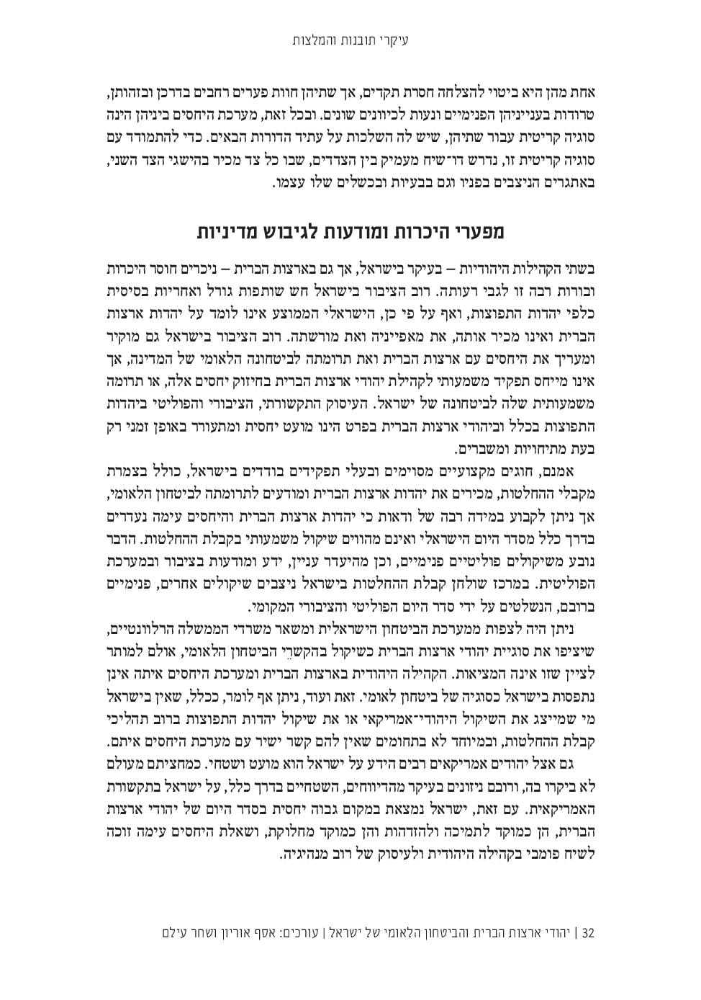 עיקרי תובנות והמלצות
אחת מהן היא ביטוי להצלחה חסרת תקדים, אך שתיהן חוות פערים רחבים בדרכן ובזהותן,
טרודות בענייניהן הפנימיים ונעות לכיוונים שונים. ובכל זאת, מערכת היחסים ביניהן הינה
סוגיה קריטית עבור שתיהן, שיש לה השלכות על עתיד הדורות הבאים. כדי להתמודד עם
סוגיה קריטית זו, נדרש דו־שיח מעמיק בין הצדדים, שבו כל צד מכיר בהישגי הצד השני,
באתגרים הניצבים בפניו וגם בבעיות ובכשלים שלו עצמו.
מפערי היכרות ומודעות לגיבוש מדיניות
בשתי הקהילות היהודיות – בעיקר בישראל, אך גם בארצות הברית – ניכרים חוסר היכרות
ובורות רבה זו לגבי רעותה. רוב הציבור בישראל חש שותפות גורל ואחריות בסיסית
כלפי יהדות התפוצות, ואף על פי כן, הישראלי הממוצע אינו לומד על יהדות ארצות
הברית ואינו מכיר אותה, את מאפייניה ואת מורשתה. רוב הציבור בישראל גם מוקיר
ומעריך את היחסים עם ארצות הברית ואת תרומתה לביטחונה הלאומי של המדינה, אך
אינו מייחס תפקיד משמעותי לקהילת יהודי ארצות הברית בחיזוק יחסים אלה, או תרומה
משמעותית שלה לביטחונה של ישראל. העיסוק התקשורתי, הציבורי והפוליטי ביהדות
התפוצות בכלל וביהודי ארצות הברית בפרט הינו מועט יחסית ומתעורר באופן זמני רק
בעת מתיחויות ומשברים.
אמנם, חוגים מקצועיים מסוימים ובעלי תפקידים בודדים בישראל, כולל בצמרת
מקבלי ההחלטות, מכירים את יהדות ארצות הברית ומודעים לתרומתה לביטחון הלאומי,
אך ניתן לקבוע במידה רבה של ודאות כי יהדות ארצות הברית והיחסים עימה נעדרים
בדרך כלל מסדר היום הישראלי ואינם מהווים שיקול משמעותי בקבלת ההחלטות. הדבר
נובע משיקולים פוליטיים פנימיים, וכן מהיעדר עניין, ידע ומודעות בציבור ובמערכת
הפוליטית. במרכז שולחן קבלת ההחלטות בישראל ניצבים שיקולים אחרים, פנימיים
ברובם, הנשלטים על ידי סדר היום הפוליטי והציבורי המקומי.
ניתן היה לצפות ממערכת הביטחון הישראלית ומשאר משרדי הממשלה הרלוונטיים,
שיציפו את סוגיית יהודי ארצות הברית כשיקול בהקשרֵי הביטחון הלאומי, אולם למותר
לציין שזו אינה המציאות. הקהילה היהודית בארצות הברית ומערכת היחסים איתה אינן
נתפסות בישראל כסוגיה של ביטחון לאומי. זאת ועוד, ניתן אף לומר, ככלל, שאין בישראל
מי שמייצג את השיקול היהודי־אמריקאי או את שיקול יהדות התפוצות ברוב תהליכי
קבלת ההחלטות, ובמיוחד לא בתחומים שאין להם קשר ישיר עם מערכת היחסים איתם.
גם אצל יהודים אמריקאים רבים הידע על ישראל הוא מועט ושטחי. כמחציתם מעולם
לא ביקרו בה, ורובם ניזונים בעיקר מהדיווחים, השטחיים בדרך כלל, על ישראל בתקשורת
האמריקאית. עם זאת, ישראל נמצאת במקום גבוה יחסית בסדר היום של יהודי ארצות
הברית, הן כמוקד לתמיכה ולהזדהות והן כמוקד מחלוקת, ושאלת היחסים עימה זוכה
לשיח פומבי בקהילה היהודית ולעיסוק של רוב מנהיגיה.
32 | יהודי ארצות הברית והביטחון הלאומי של ישראל | עורכים: אסף אוריון ושחר עילם